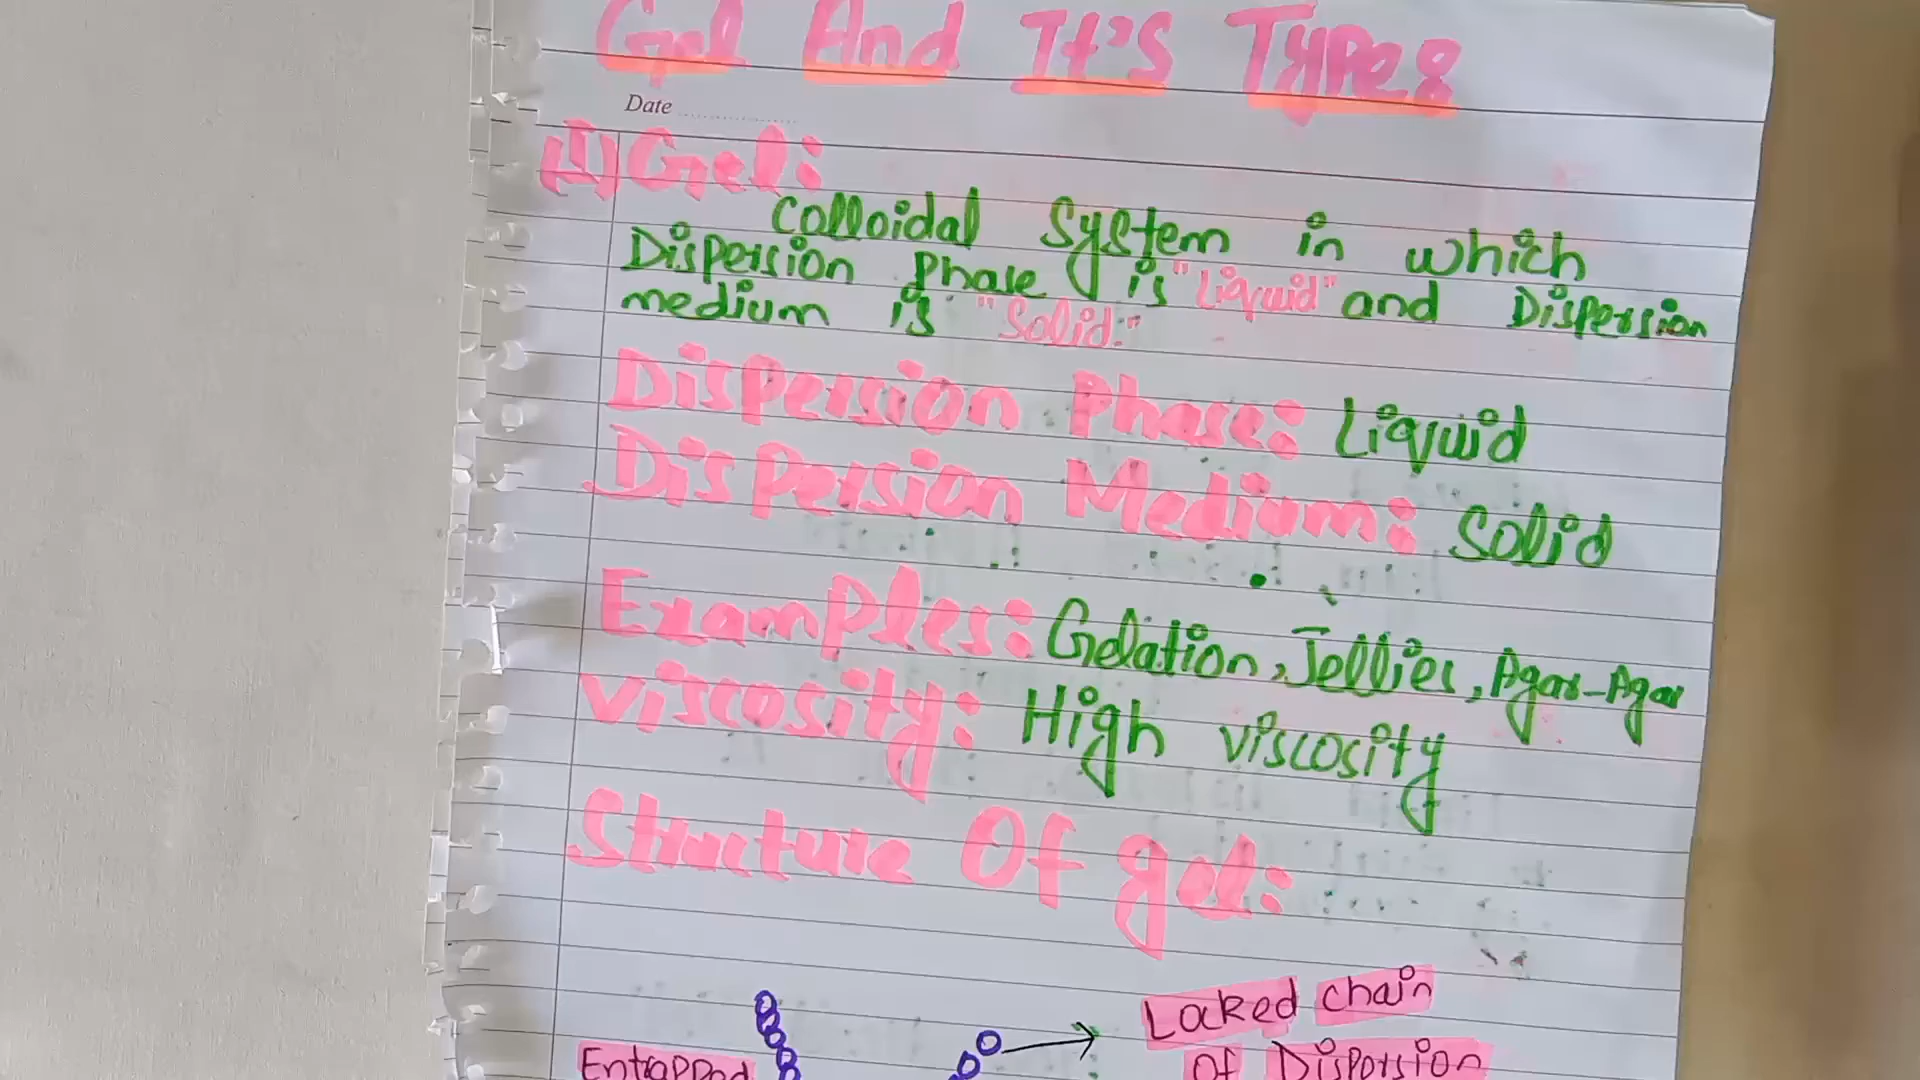 Gel And It's Types
Date
(I) Gel:
Colloidal System in which
Dispersion phase is "Liquid" and Dispersion
medium is "Solid."
Dispersion Phase: Liquid
Dispersion Medium: Solid
Examples: Gelation, Jellies, Agar-Agar
Viscosity: High viscosity
Structure Of gel:
Locked chain
Entrapped
Of Dispersion